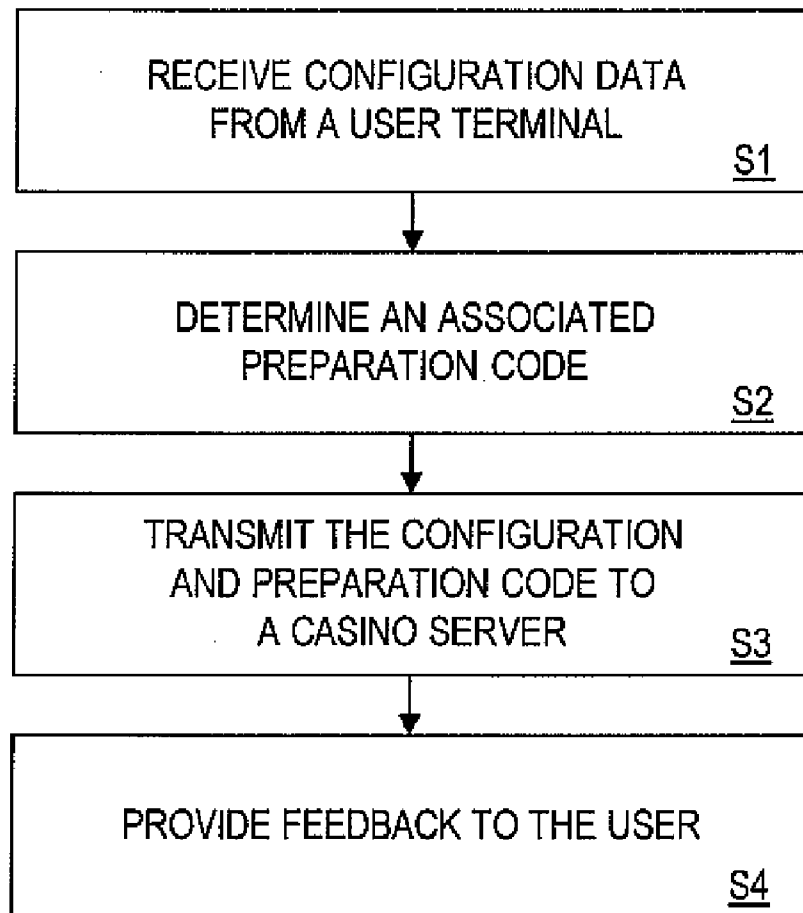 RECEIVE CONFIGURATION DATA
FROM A USER TERMINAL
S1
DETERMINE AN ASSOCIATED
PREPARATION CODE
S2
TRANSMIT THE CONFIGURATION
AND PREPARATION CODE TO
A CASINO SERVER
S3
PROVIDE FEEDBACK TO THE USER
S4